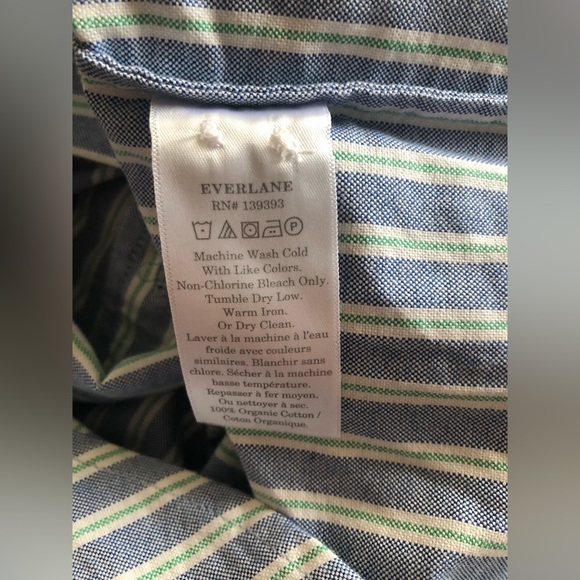 EVERLANE
RN# 139393
P
Machine Wash Cold
With Like Colors.
Non-Chlorine Bleach Only.
Tumble Dry Low.
Warm Iron.
Or Dry Clean.
Laver à la machine à l'eau
froide avec couleurs
similaires. Blanchir sans
chlore. Sécher à la machine
basse température.
Repasser à fer moyen.
Ou nettoyer à sec.
100% Organic Cotton /
Coton Organique.